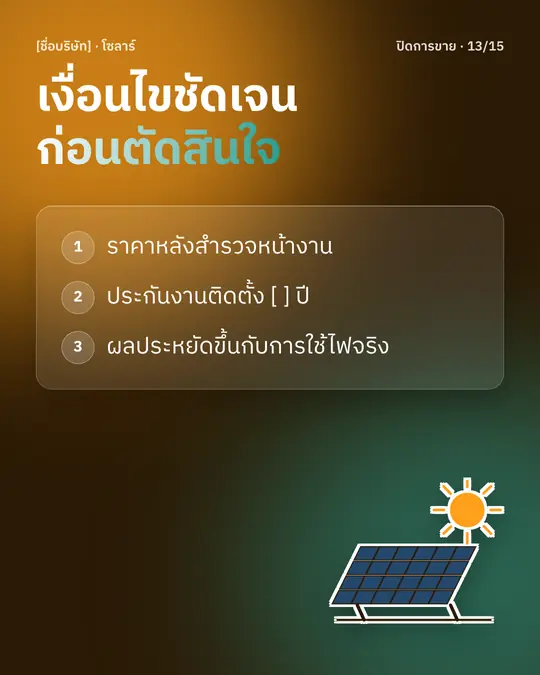 [ชื่อบริษัท] · โซลาร์
ปิดการขาย · 13/15
เงื่อนไขชัดเจน
ก่อนตัดสินใจ
1 ราคาหลังสำรวจหน้างาน
2 ประกันงานติดตั้ง [ ] ปี
3 ผลประหยัดขึ้นกับการใช้ไฟจริง